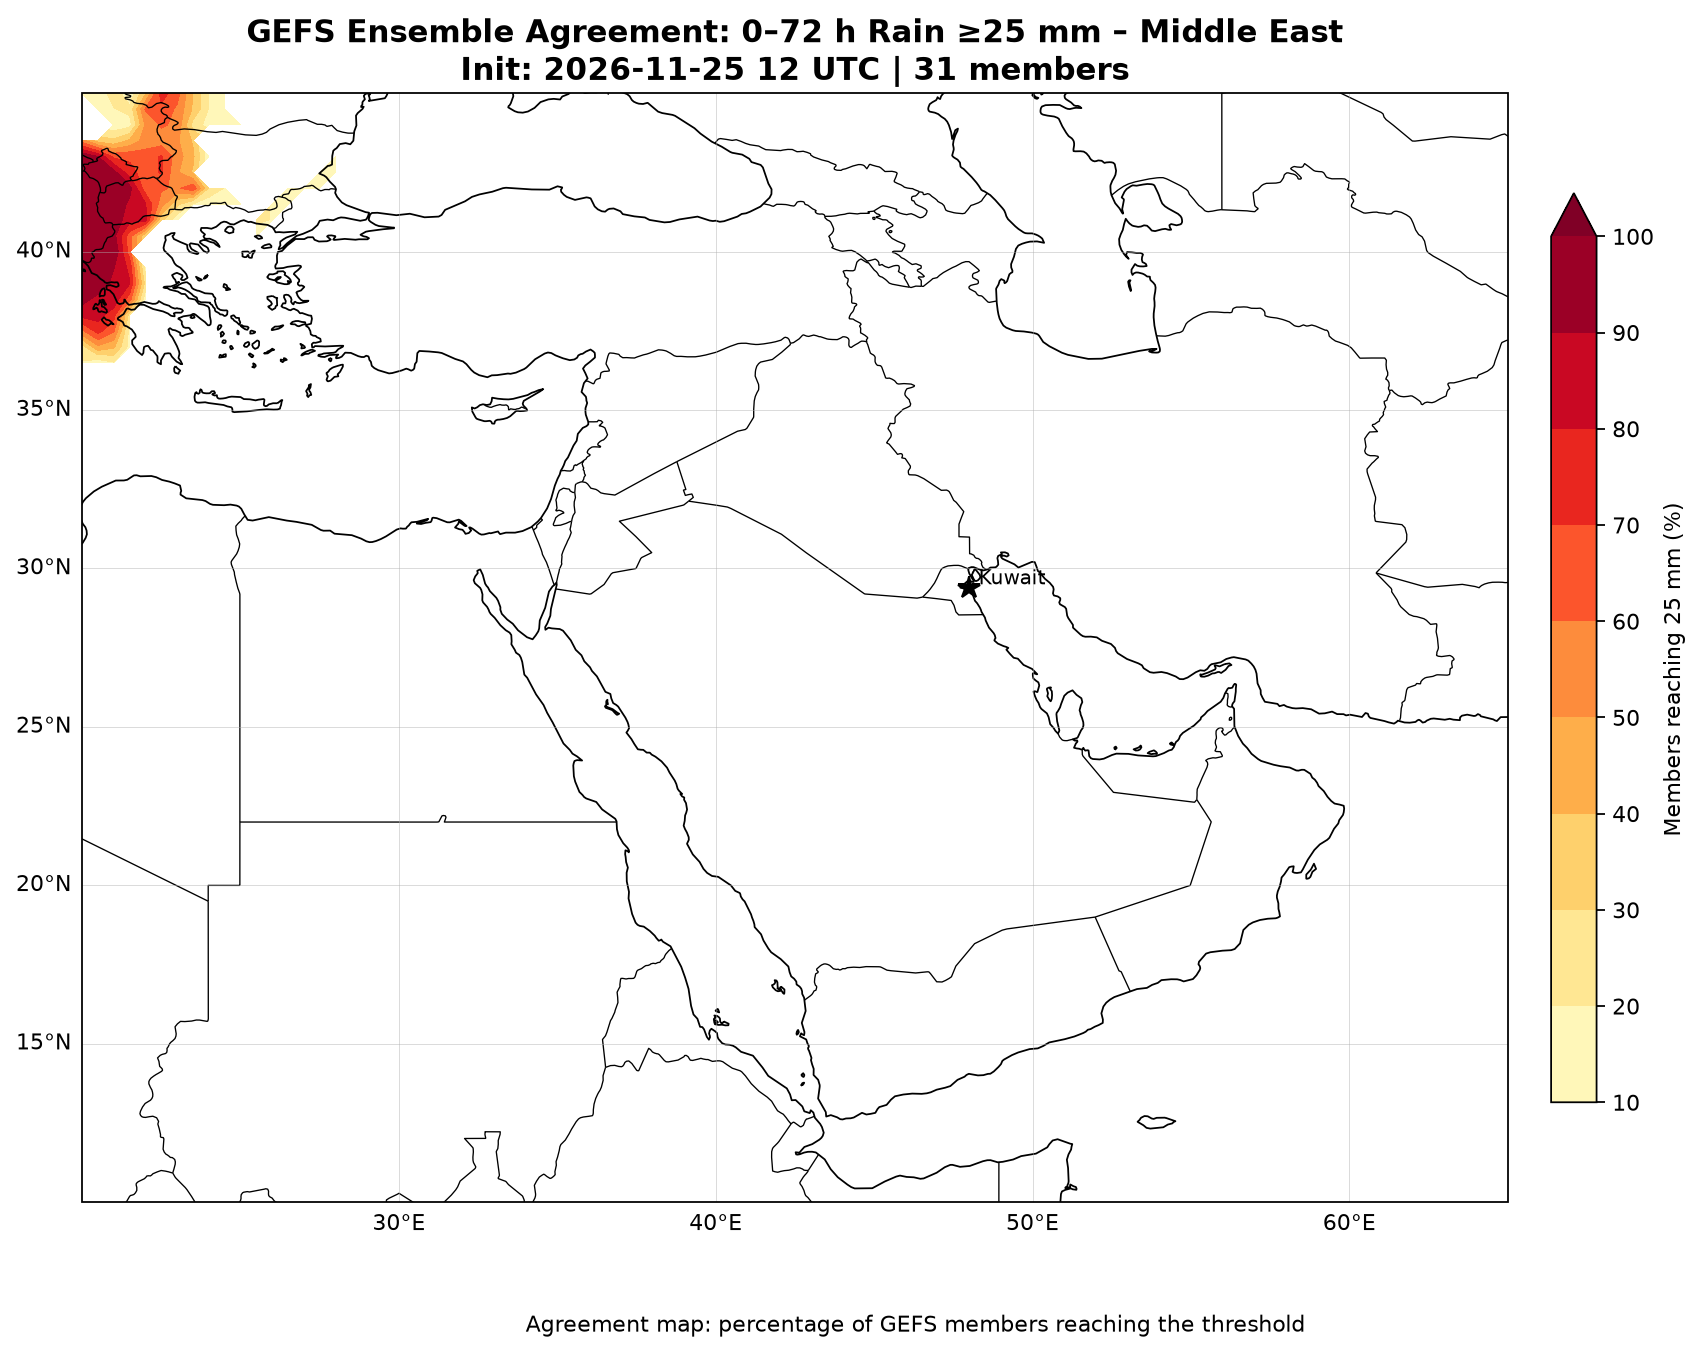 GEFS Ensemble Agreement: 0–72 h Rain ≥25 mm – Middle East
Init: 2026-11-25 12 UTC | 31 members
40°N
35°N
30°N
25°N
20°N
15°N
Kuwait
30°E
40°E
50°E
60°E
100
90
80
70
60
50
40
30
20
10
Members reaching 25 mm (%)
Agreement map: percentage of GEFS members reaching the threshold